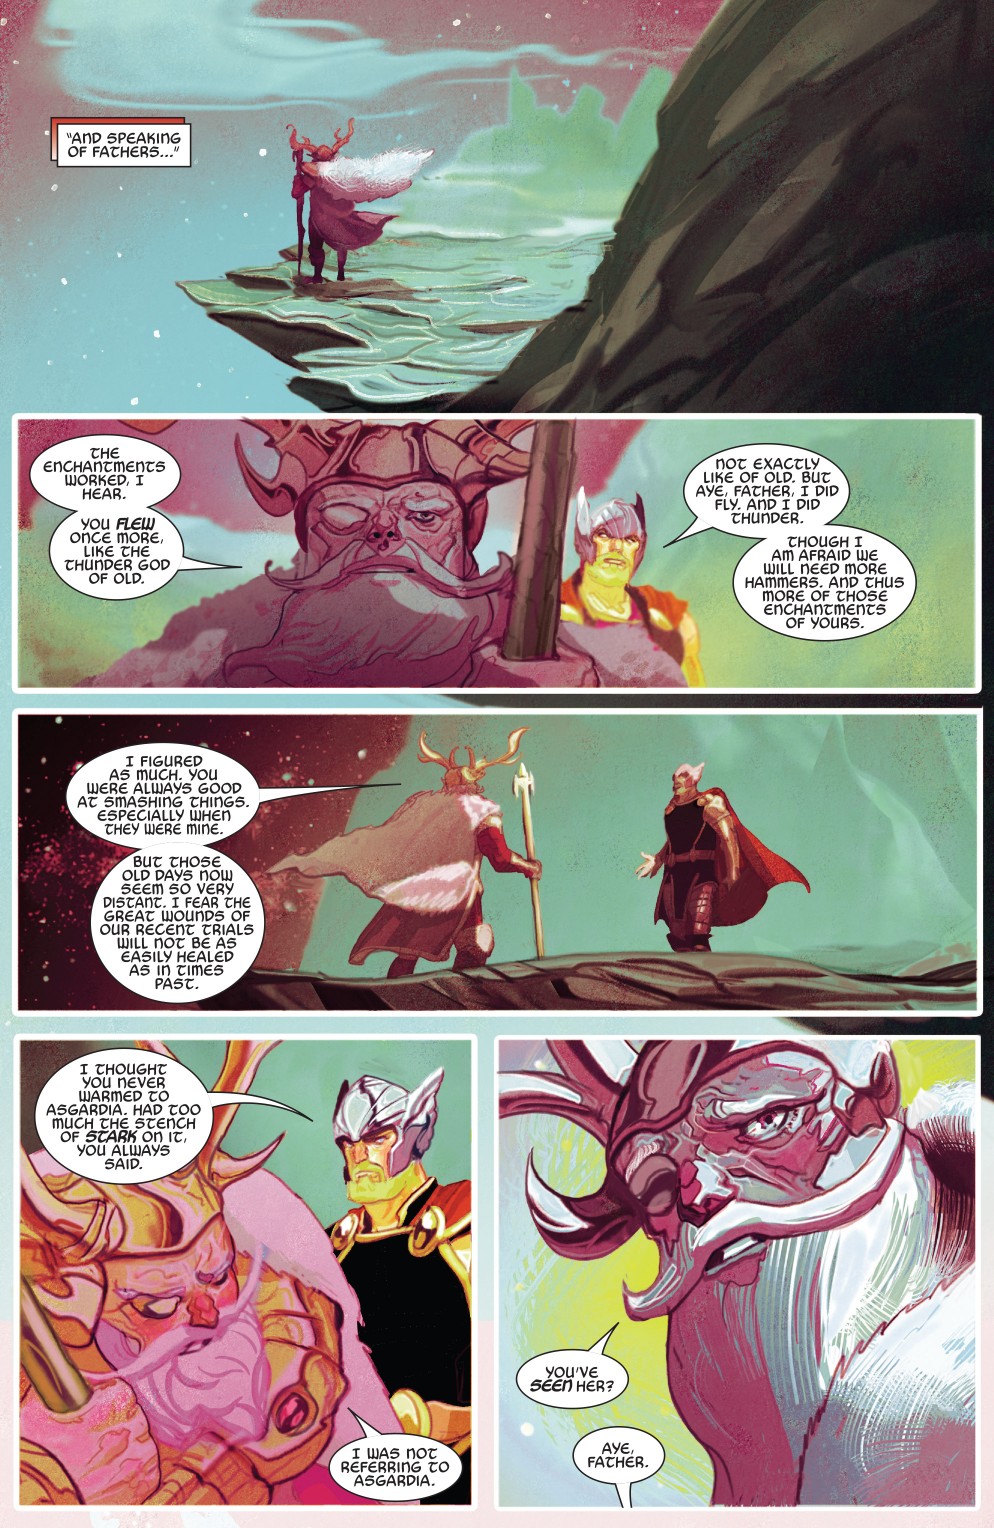 "AND SPEAKING
OF FATHERS..."
THE
ENCHANTMENTS
WORKED, I
HEAR.
YOU FLEW
ONCE MORE,
LIKE THE
THUNDER GOD
OF OLD.
NOT EXACTLY
LIKE OF OLD. BUT
AYE, FATHER, I DID
FLY. AND I DID
THUNDER.
THOUGH I
AM AFRAID WE
WILL NEED MORE
HAMMERS. AND THUS
MORE OF THOSE
ENCHANTMENTS
OF YOURS.
I FIGURED
AS MUCH. YOU
WERE ALWAYS GOOD
AT SMASHING THINGS.
ESPECIALLY WHEN
THEY WERE MINE.
BUT THOSE
OLD DAYS NOW
SEEM SO VERY
DISTANT. I FEAR THE
GREAT WOUNDS OF
OUR RECENT TRIALS
WILL NOT BE AS
EASILY HEALED
AS IN TIMES
PAST.
I THOUGHT
YOU NEVER
WARMED TO
ASGARDIA. HAD TOO
MUCH THE STENCH
OF STARK ON IT,
YOU ALWAYS
SAID.
I WAS NOT
REFERRING TO
ASGARDIA.
YOU'VE
SEEN HER?
AYE,
FATHER.